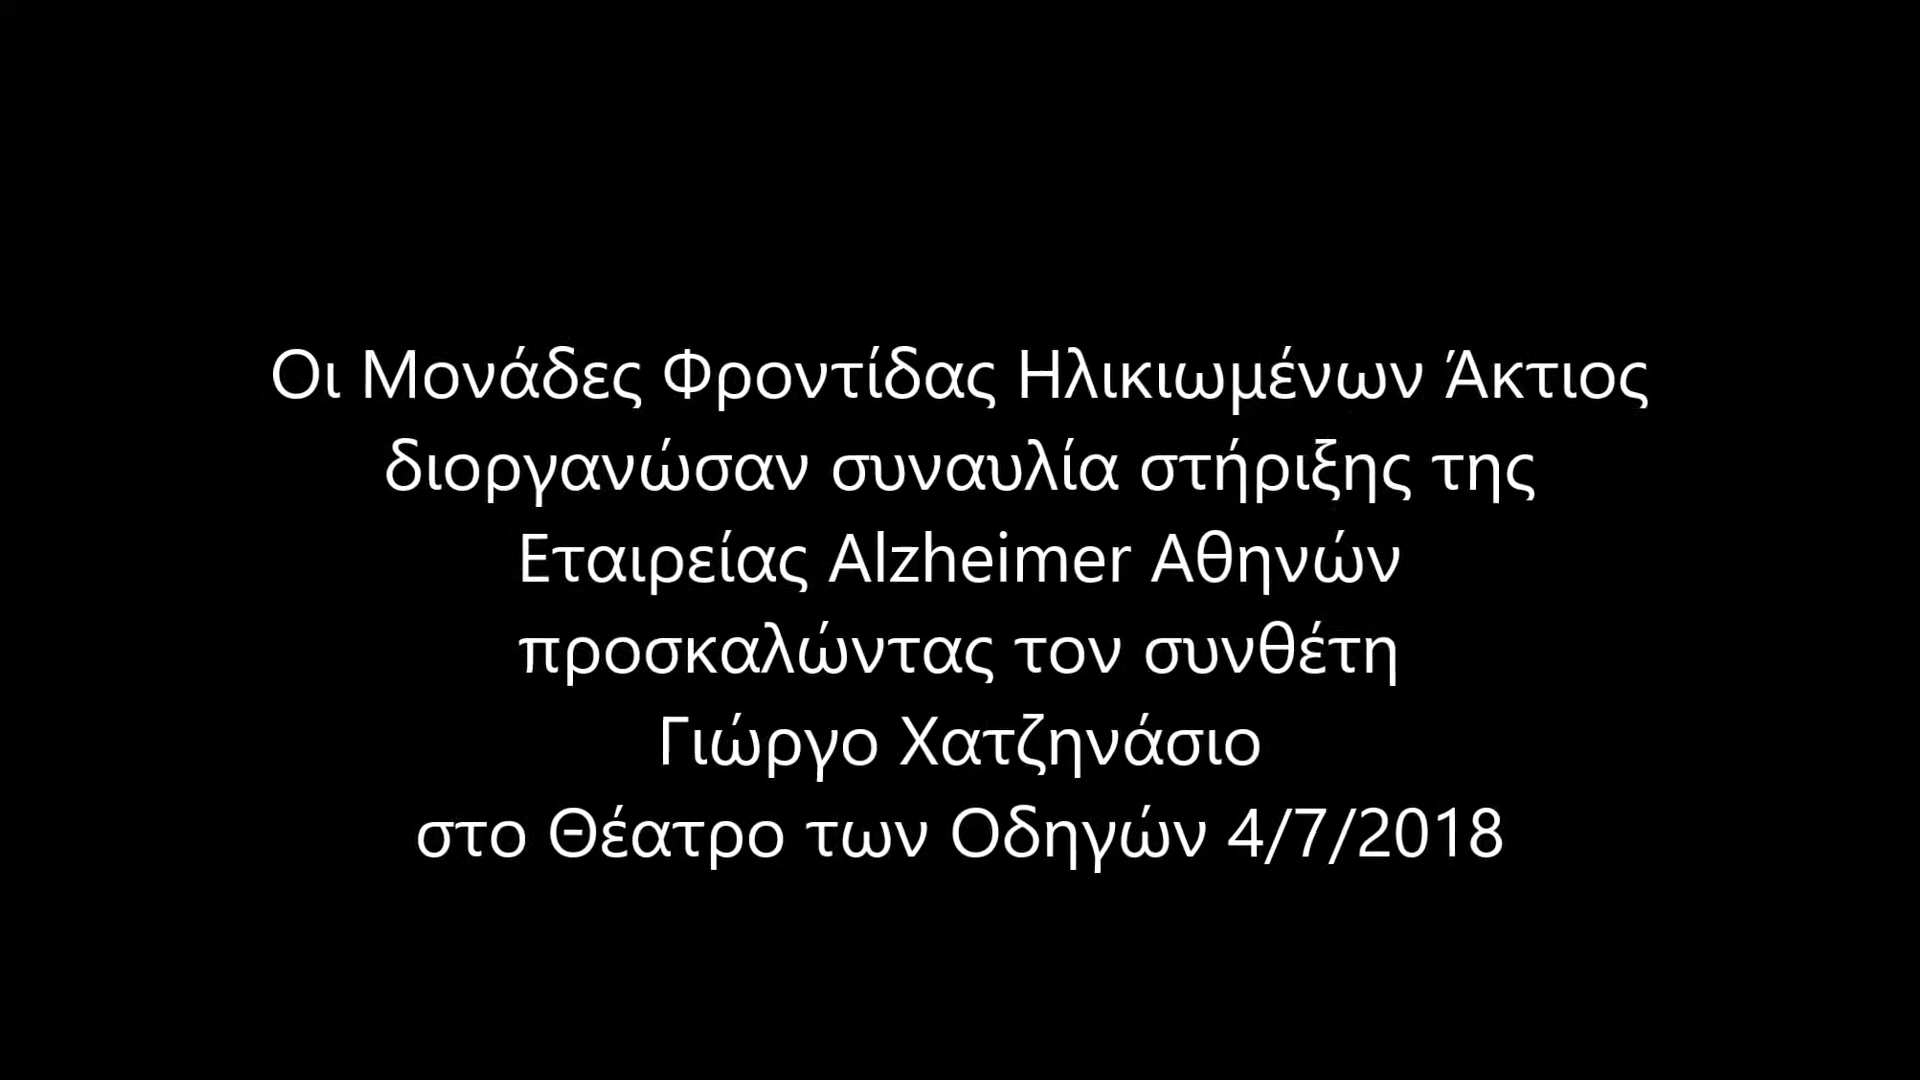 Οι Μονάδες Φροντίδας Ηλικιωμένων Άκτιος
διοργανώσαν συναυλία στήριξης της
Εταιρείας Alzheimer Αθηνών
προσκαλώντας τον συνθέτη
Γιώργο Χατζηνάσιο
στο Θέατρο των Οδηγών 4/7/2018